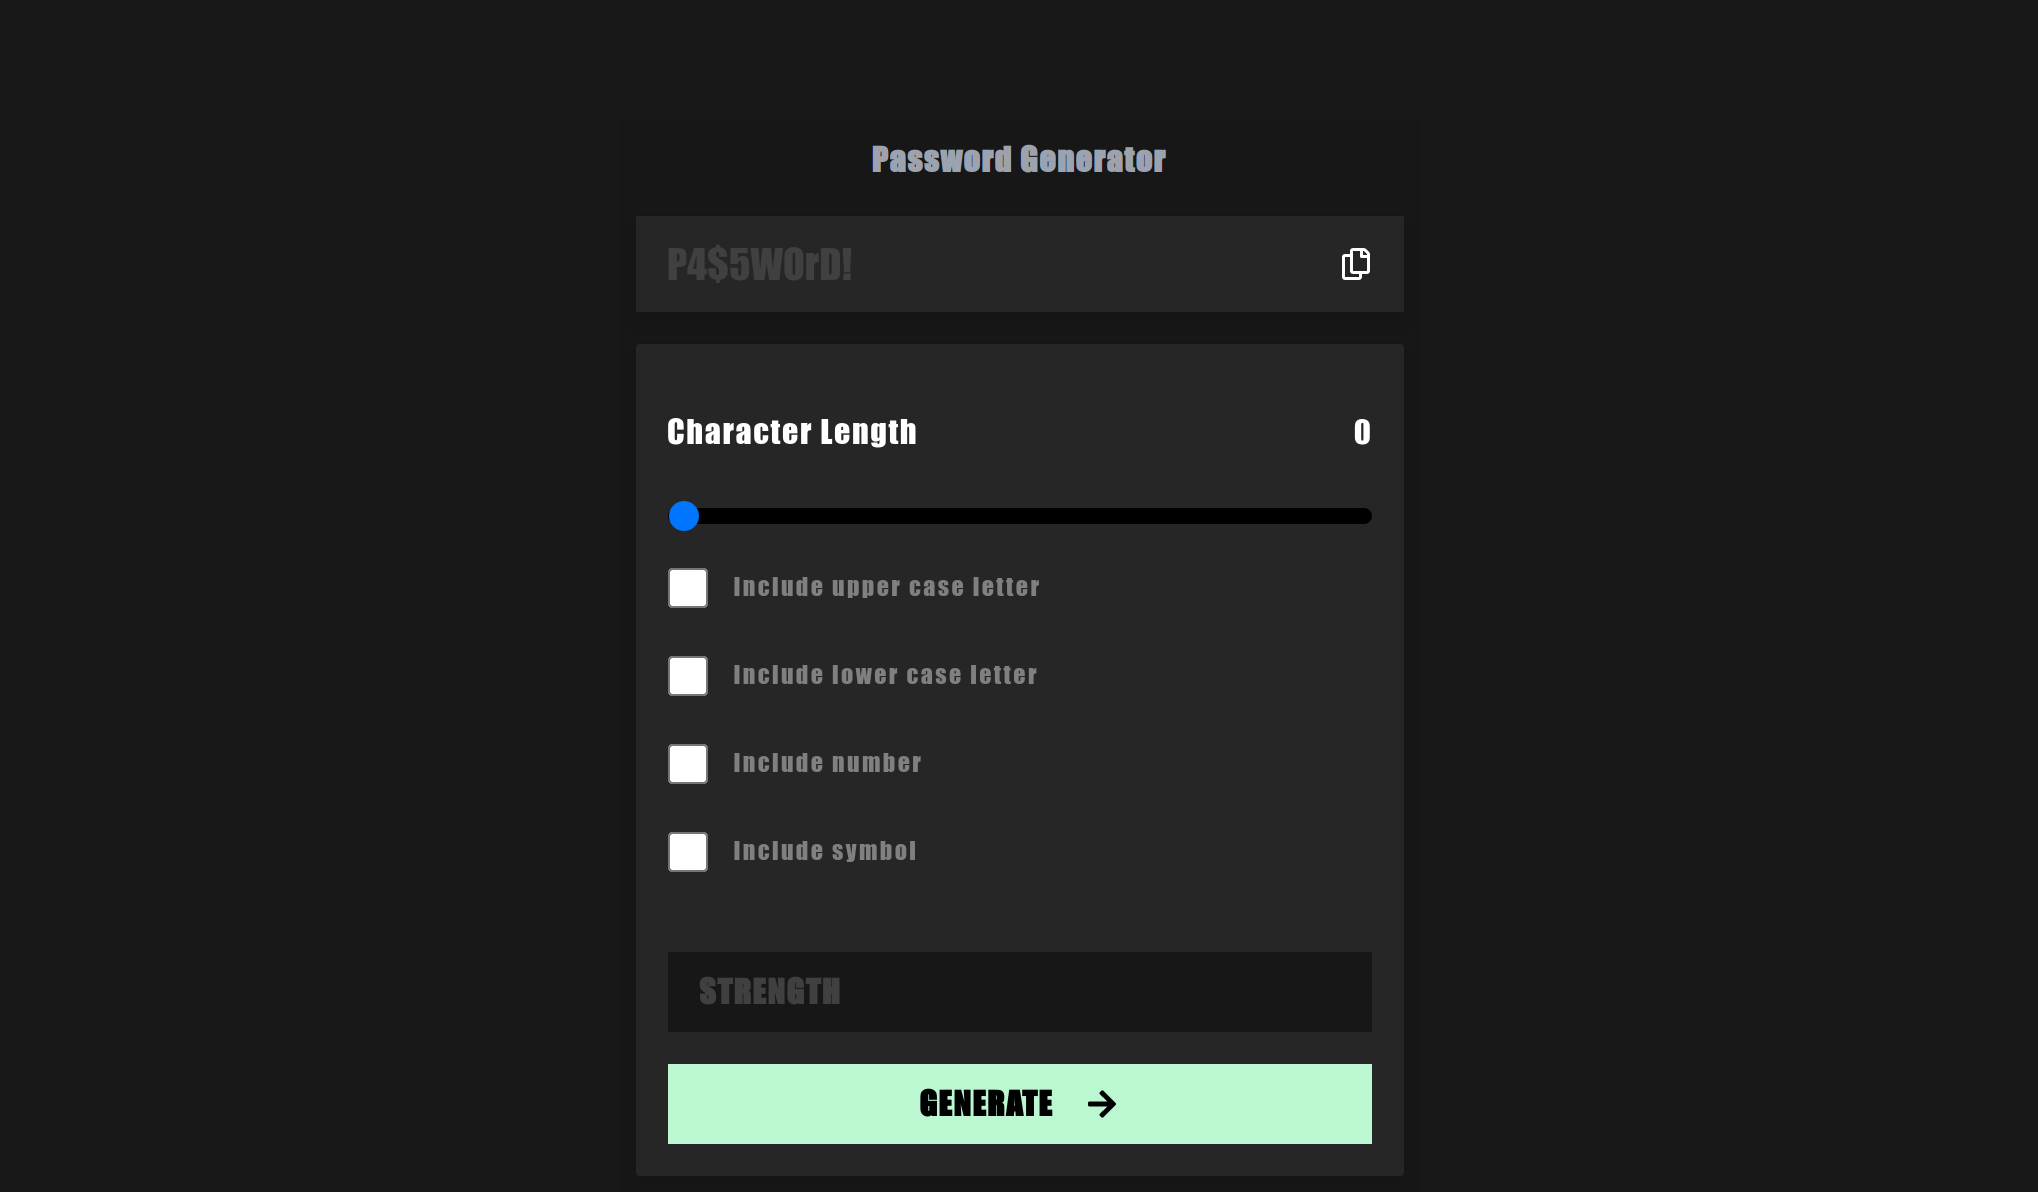 Password Generator
P4$5W0rD!
Character Length 0
Include upper case letter
Include lower case letter
Include number
Include symbol
STRENGTH
GENERATE